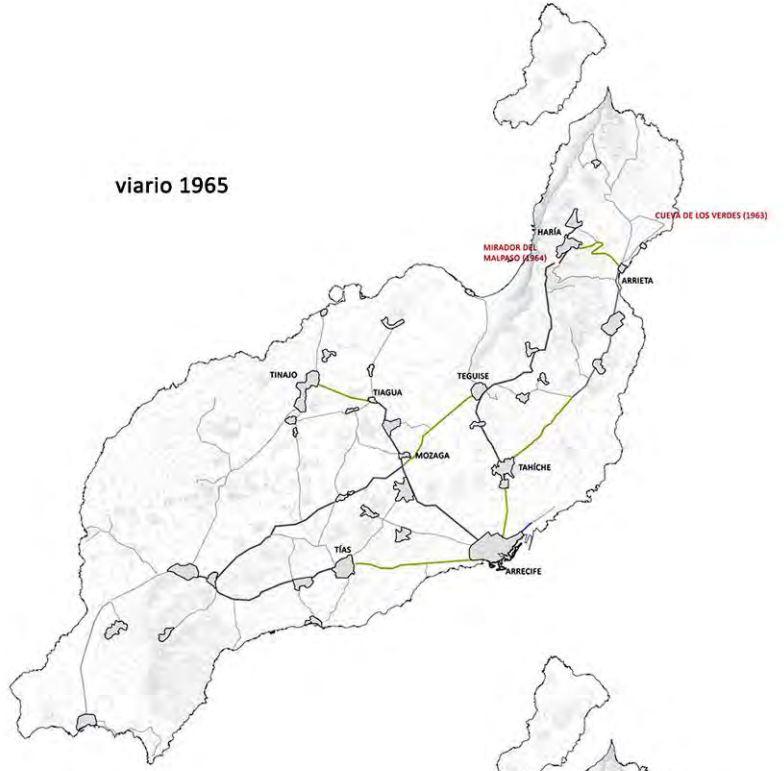 viario 1965
CUEVA DE LOS VERDES (1963)
HARÍA
MIRADOR DEL
MALPASO (1964)
ARRIETA
TINAJO
TEGUISE
TIAGUA
MOZAGA
TAHÍCHE
TÍAS
ARRECIFE